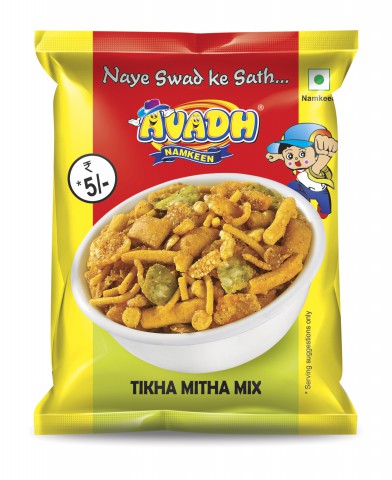 Naye Swad ke Sath...
AVADH®
NAMKEEN
Namkeen
₹
*5/-
* Serving suggestions only
TIKHA MITHA MIX